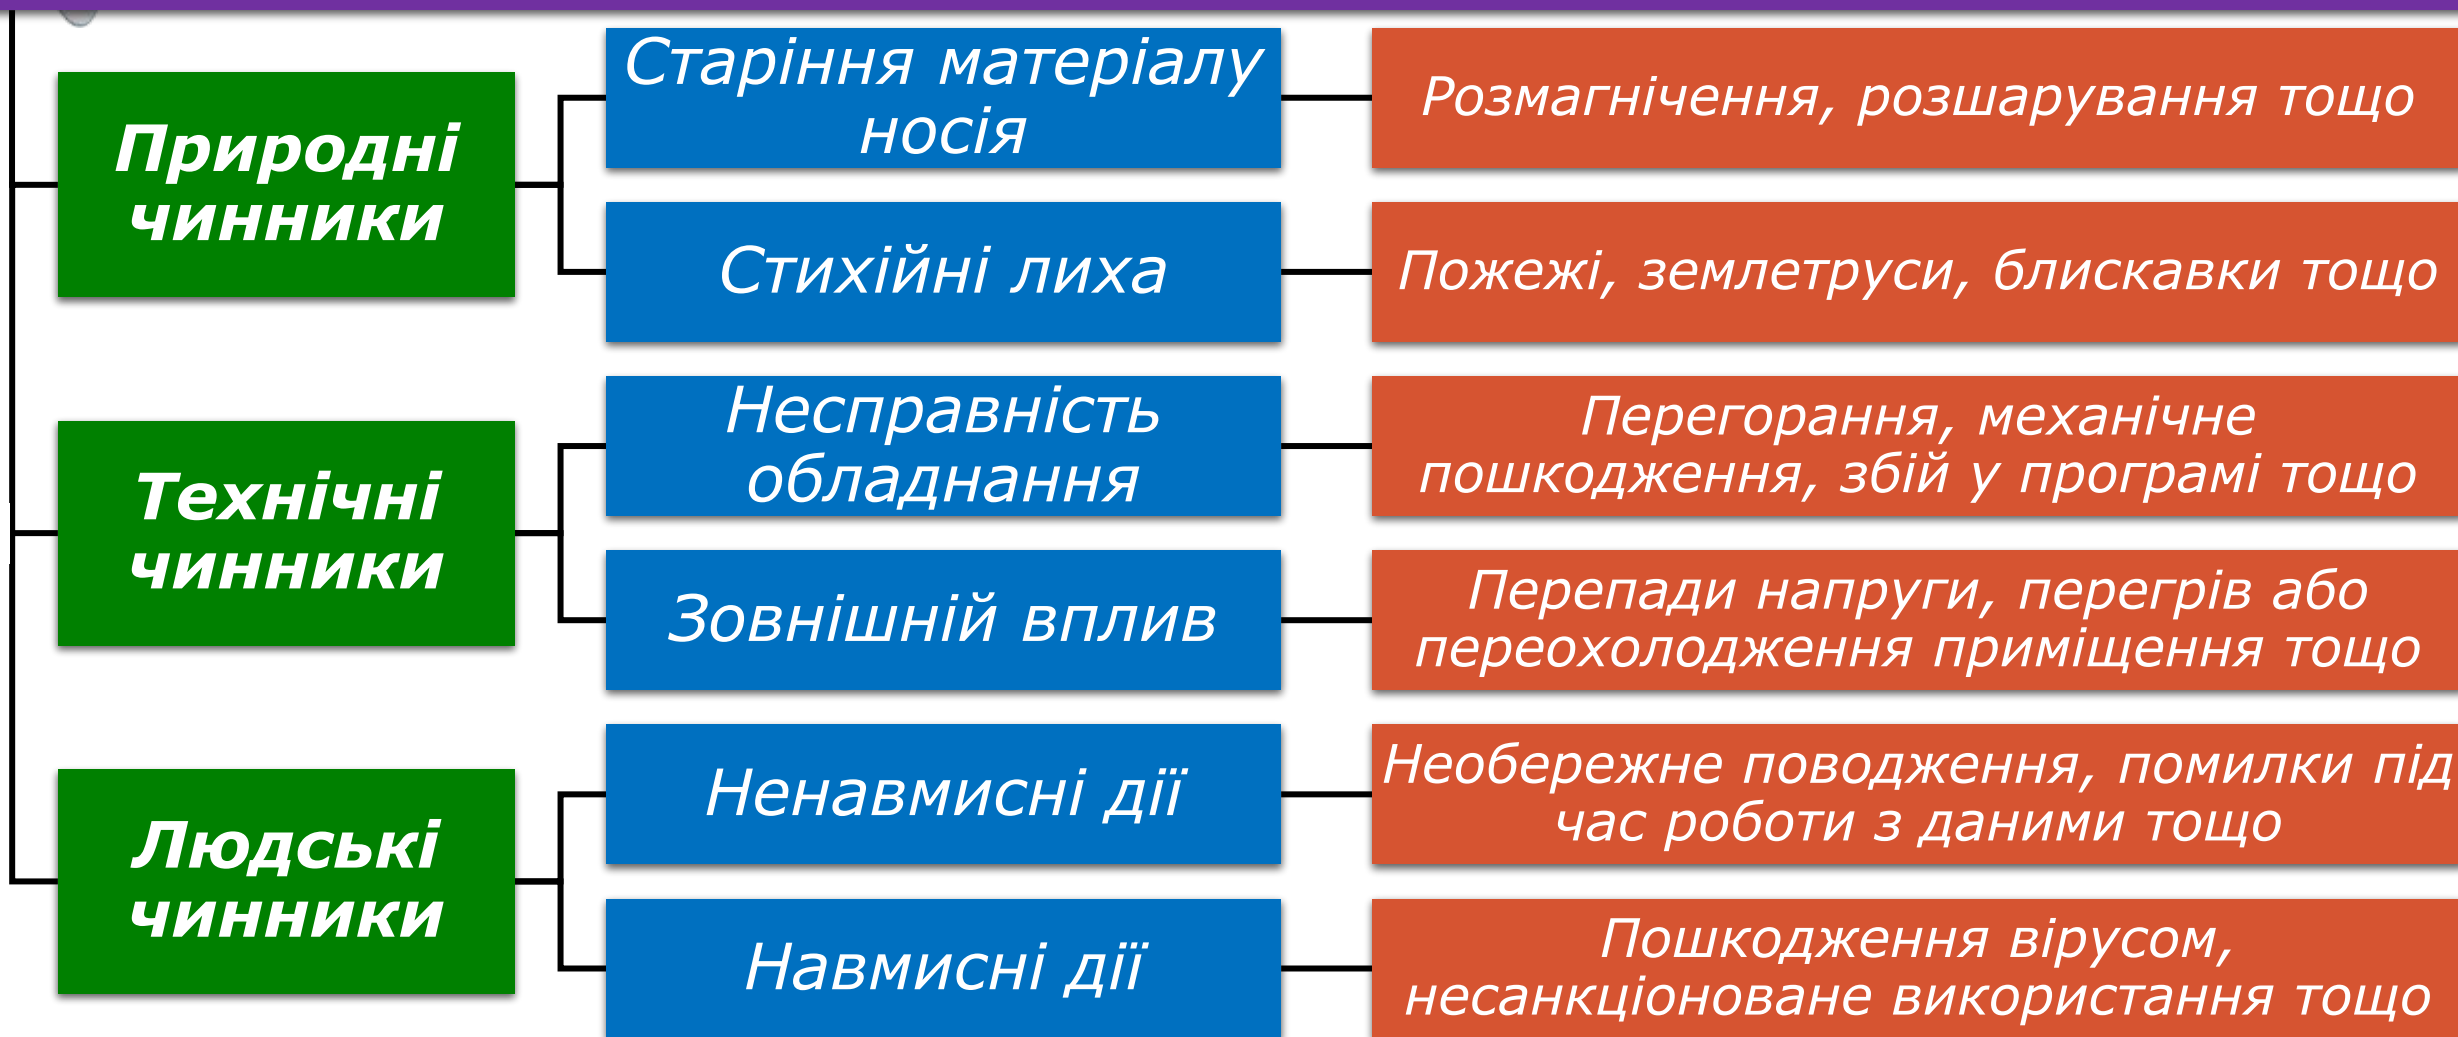 Природні
чинники
Старіння матеріалу
носія
Розмагнічення, розшарування тощо
Стихійні лиха
Пожежі, землетруси, блискавки тощо
Технічні
чинники
Несправність
обладнання
Перегорання, механічне
пошкодження, збій у програмі тощо
Зовнішній вплив
Перепади напруги, перегрів або
переохолодження приміщення тощо
Людські
чинники
Ненавмисні дії
Необережне поводження, помилки під
час роботи з даними тощо
Навмисні дії
Пошкодження вірусом,
несанкціоноване використання тощо